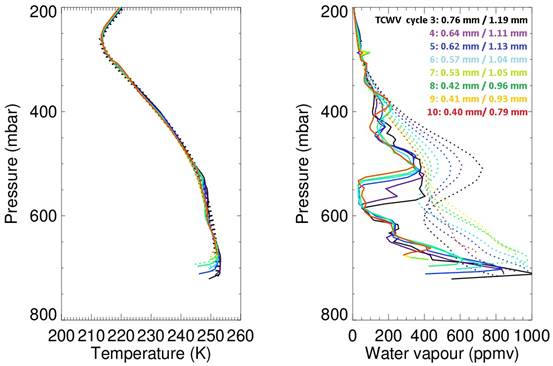 200
400
600
800
Pressure (mbar)
200 210 220 230 240 250 260
Temperature (K)
200
400
600
800
Pressure (mbar)
0 200 400 600 800 1000
Water vapour (ppmv)
TCWV cycle 3: 0.76 mm / 1.19 mm
4: 0.64 mm / 1.11 mm
5: 0.62 mm / 1.13 mm
6: 0.57 mm / 1.04 mm
7: 0.53 mm / 1.05 mm
8: 0.42 mm / 0.96 mm
9: 0.41 mm / 0.93 mm
10: 0.40 mm/ 0.79 mm